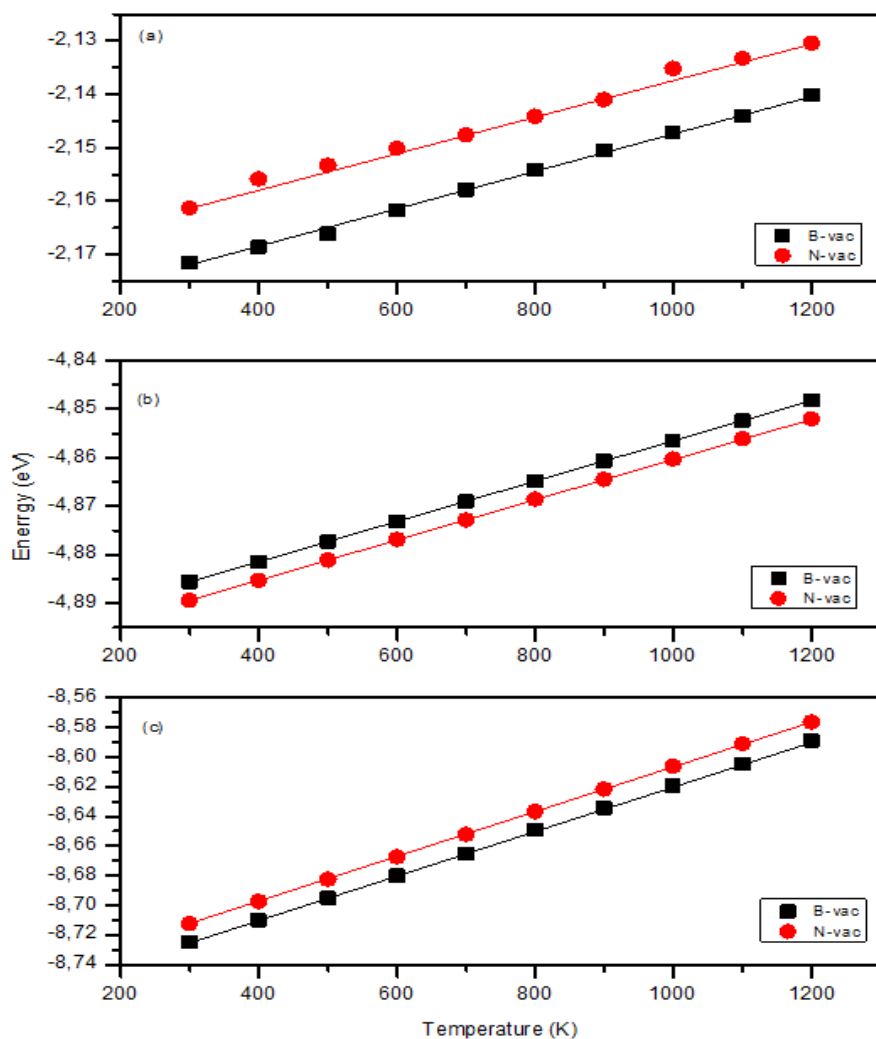 (a)
-2,13
-2,14
-2,15
-2,16
-2,17
B-vac
N-vac
200 400 600 800 1000 1200
(b)
-4,84
-4,85
-4,86
-4,87
-4,88
-4,89
Enerrgy (eV)
B-vac
N-vac
200 400 600 800 1000 1200
(c)
-8,56
-8,58
-8,60
-8,62
-8,64
-8,66
-8,68
-8,70
-8,72
-8,74
B-vac
N-vac
200 400 600 800 1000 1200
Temperature (K)